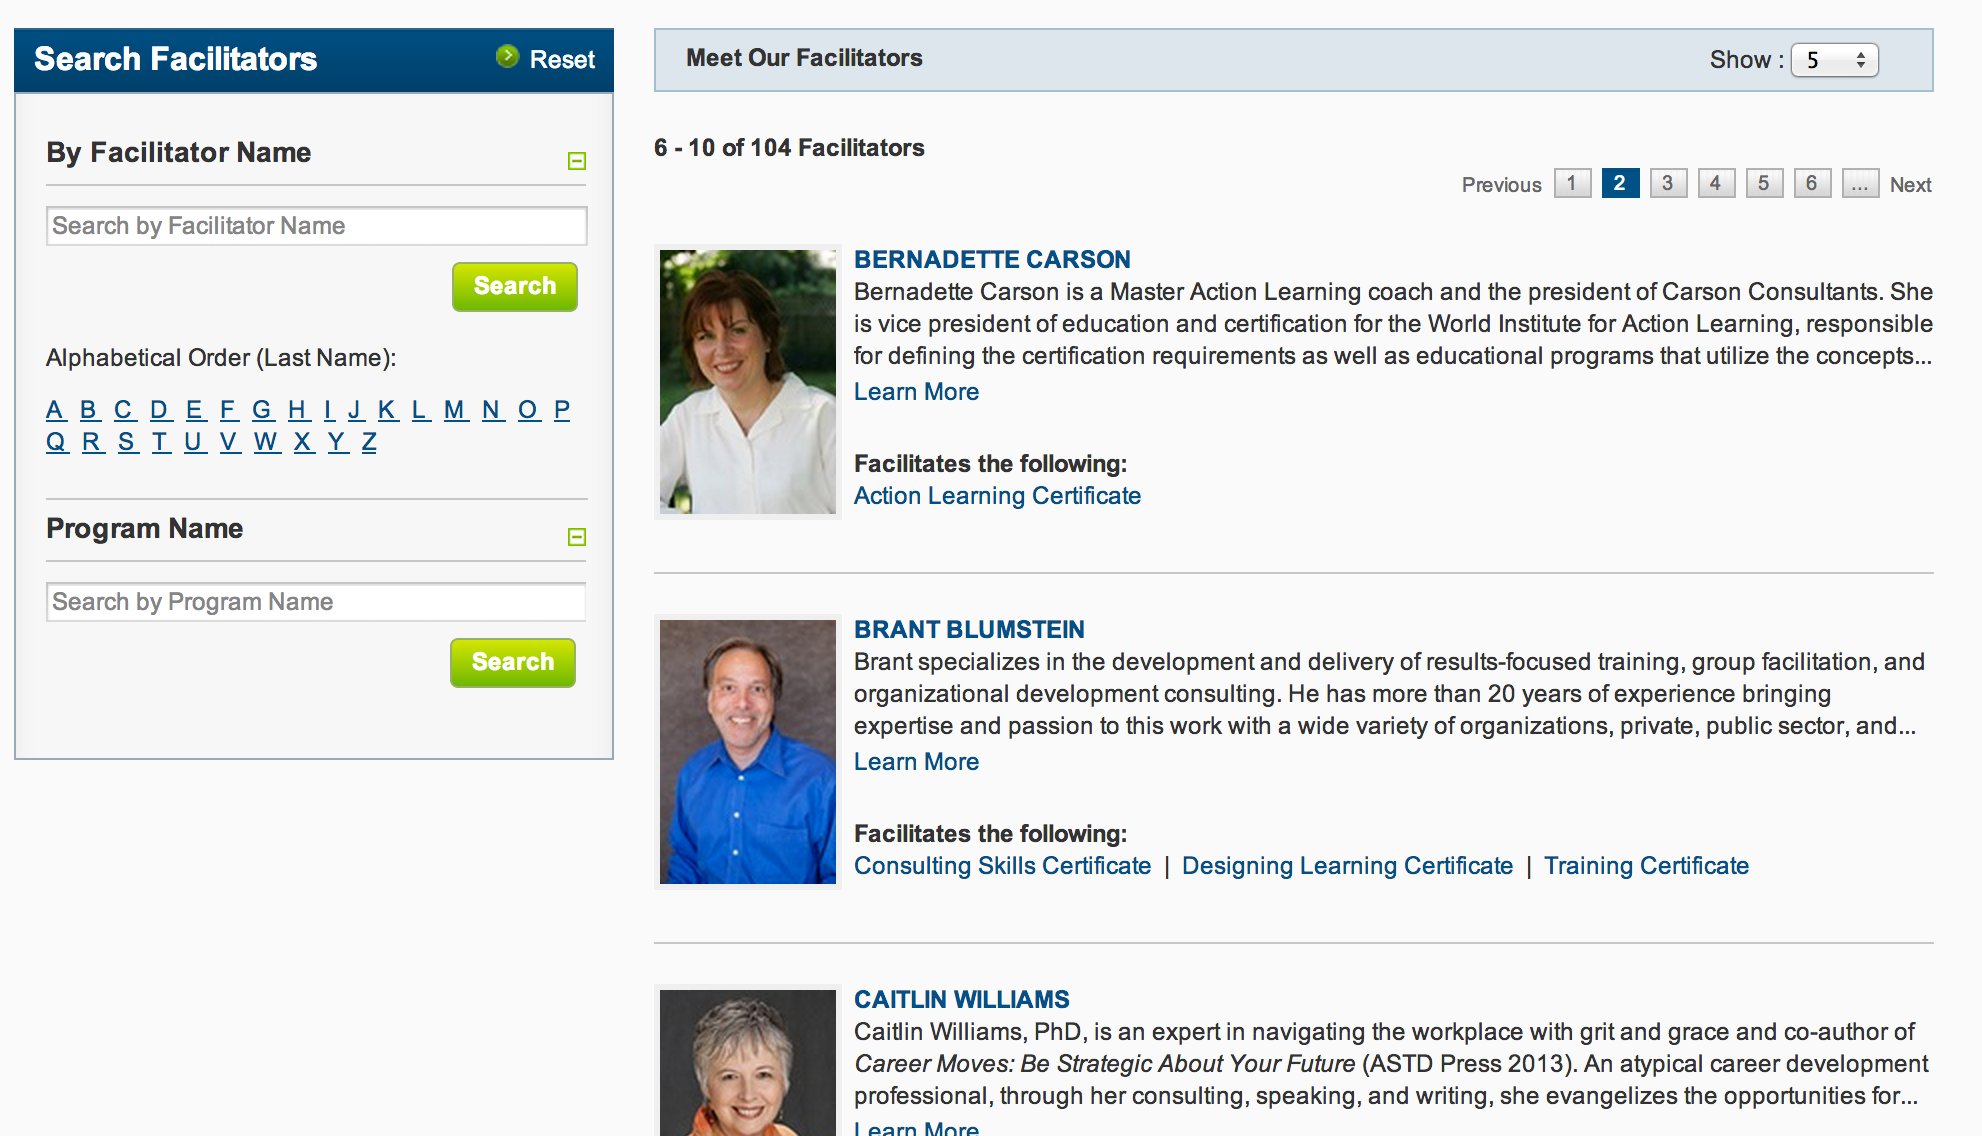 Search Facilitators
Reset
By Facilitator Name
Search by Facilitator Name
Search
Alphabetical Order (Last Name):
A B C D E F G H I J K L M N O P
Q R S T U V W X Y Z
Program Name
Search by Program Name
Search
Meet Our Facilitators
Show : 5
6 - 10 of 104 Facilitators
Previous 1 2 3 4 5 6 ... Next
BERNADETTE CARSON
Bernadette Carson is a Master Action Learning coach and the president of Carson Consultants. She
is vice president of education and certification for the World Institute for Action Learning, responsible
for defining the certification requirements as well as educational programs that utilize the concepts...
Learn More
Facilitates the following:
Action Learning Certificate
BRANT BLUMSTEIN
Brant specializes in the development and delivery of results-focused training, group facilitation, and
organizational development consulting. He has more than 20 years of experience bringing
expertise and passion to this work with a wide variety of organizations, private, public sector, and...
Learn More
Facilitates the following:
Consulting Skills Certificate | Designing Learning Certificate | Training Certificate
CAITLIN WILLIAMS
Caitlin Williams, PhD, is an expert in navigating the workplace with grit and grace and co-author of
Career Moves: Be Strategic About Your Future (ASTD Press 2013). An atypical career development
professional, through her consulting, speaking, and writing, she evangelizes the opportunities for...
Learn More